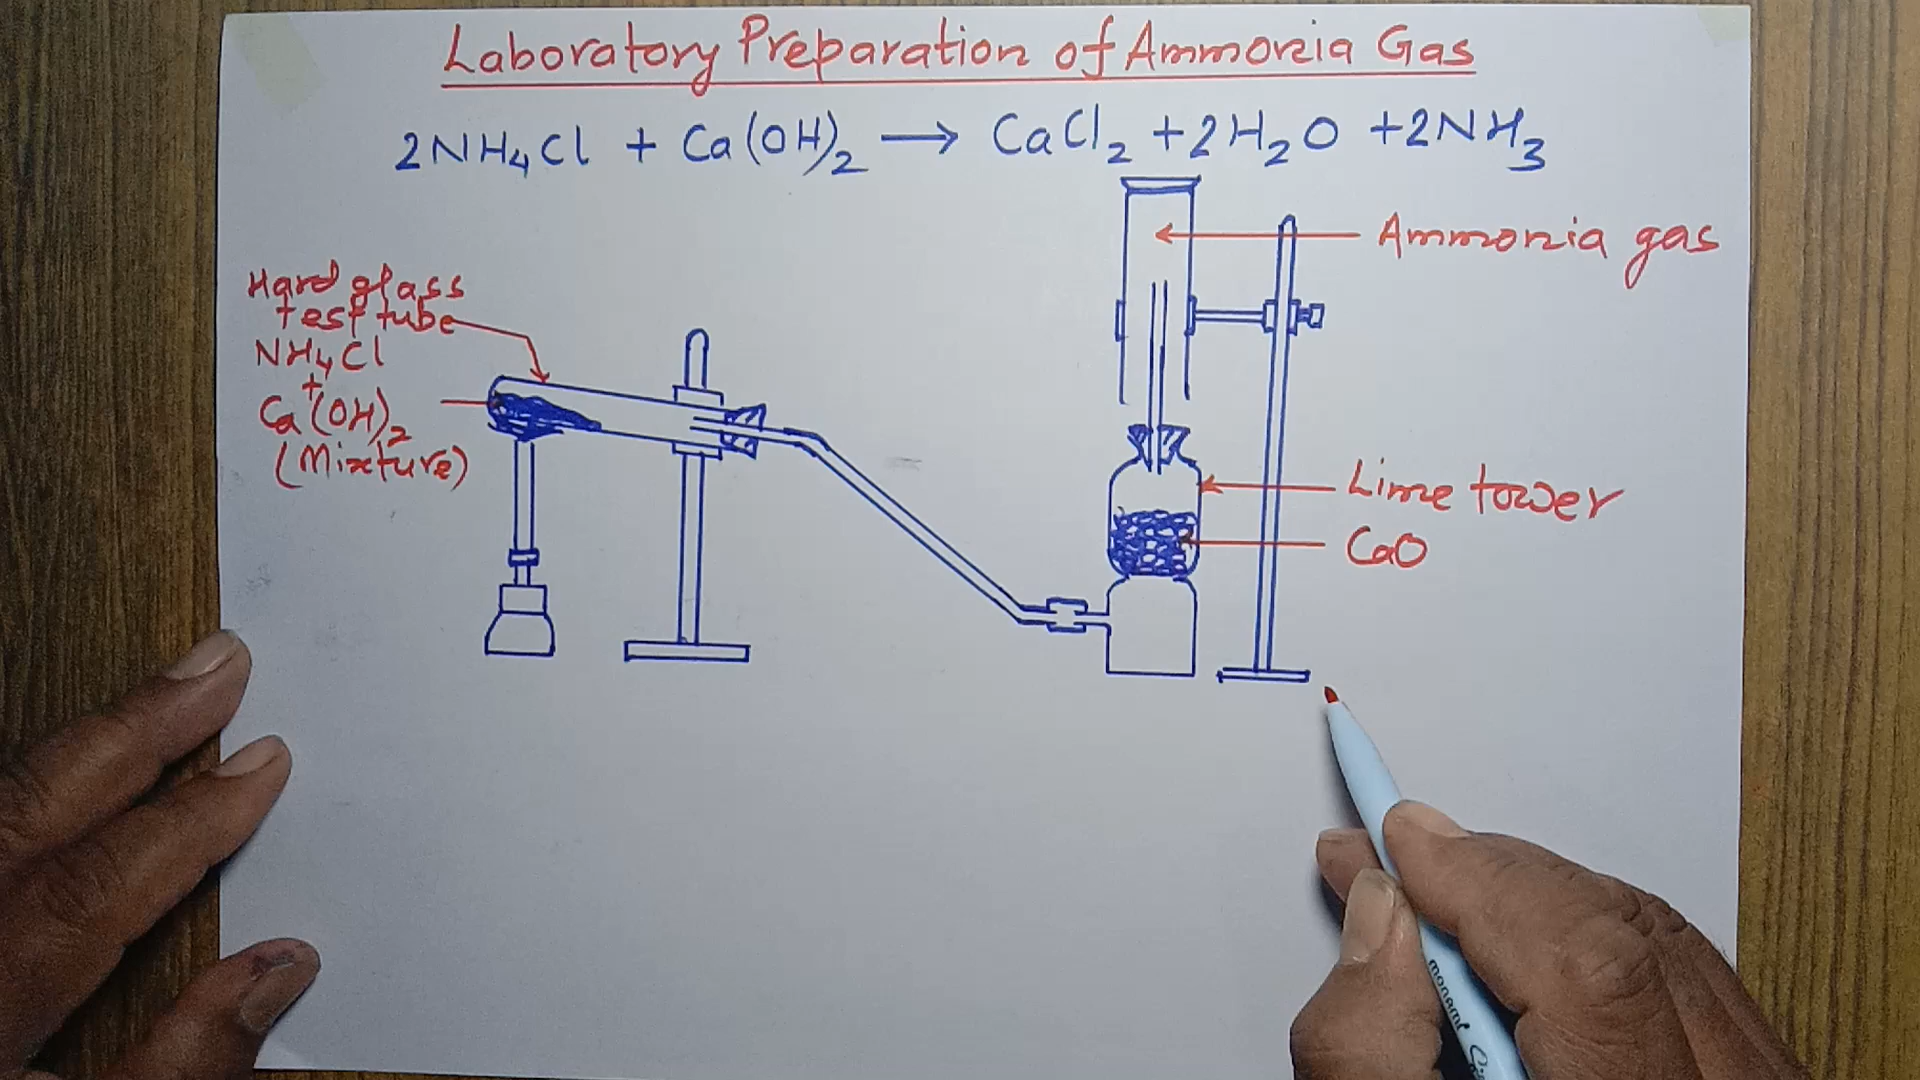 Laboratory Preparation of Ammonia Gas
2NH₄Cl + Ca(OH)₂ → CaCl₂ + 2H₂O + 2NH₃
Ammonia gas
Hard glass
test tube
NH₄Cl
+
Ca(OH)₂
(Mixture)
Lime tower
CaO
monami